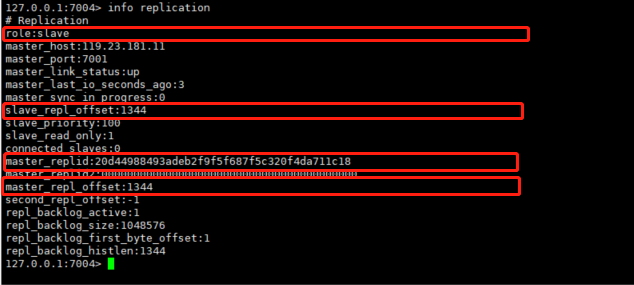 127.0.0.1:7004> info replication
# Replication
role:slave
master_host:119.23.181.11
master_port:7001
master_link_status:up
master_last_io_seconds_ago:3
master_sync_in_progress:0
slave_repl_offset:1344
slave_priority:100
slave_read_only:1
connected_slaves:0
master_replid:20d44988493adeb2f9f5f687f5c320f4da711c18
master_replid2:0000000000000000000000000000000000000000
master_repl_offset:1344
second_repl_offset:-1
repl_backlog_active:1
repl_backlog_size:1048576
repl_backlog_first_byte_offset:1
repl_backlog_histlen:1344
127.0.0.1:7004>